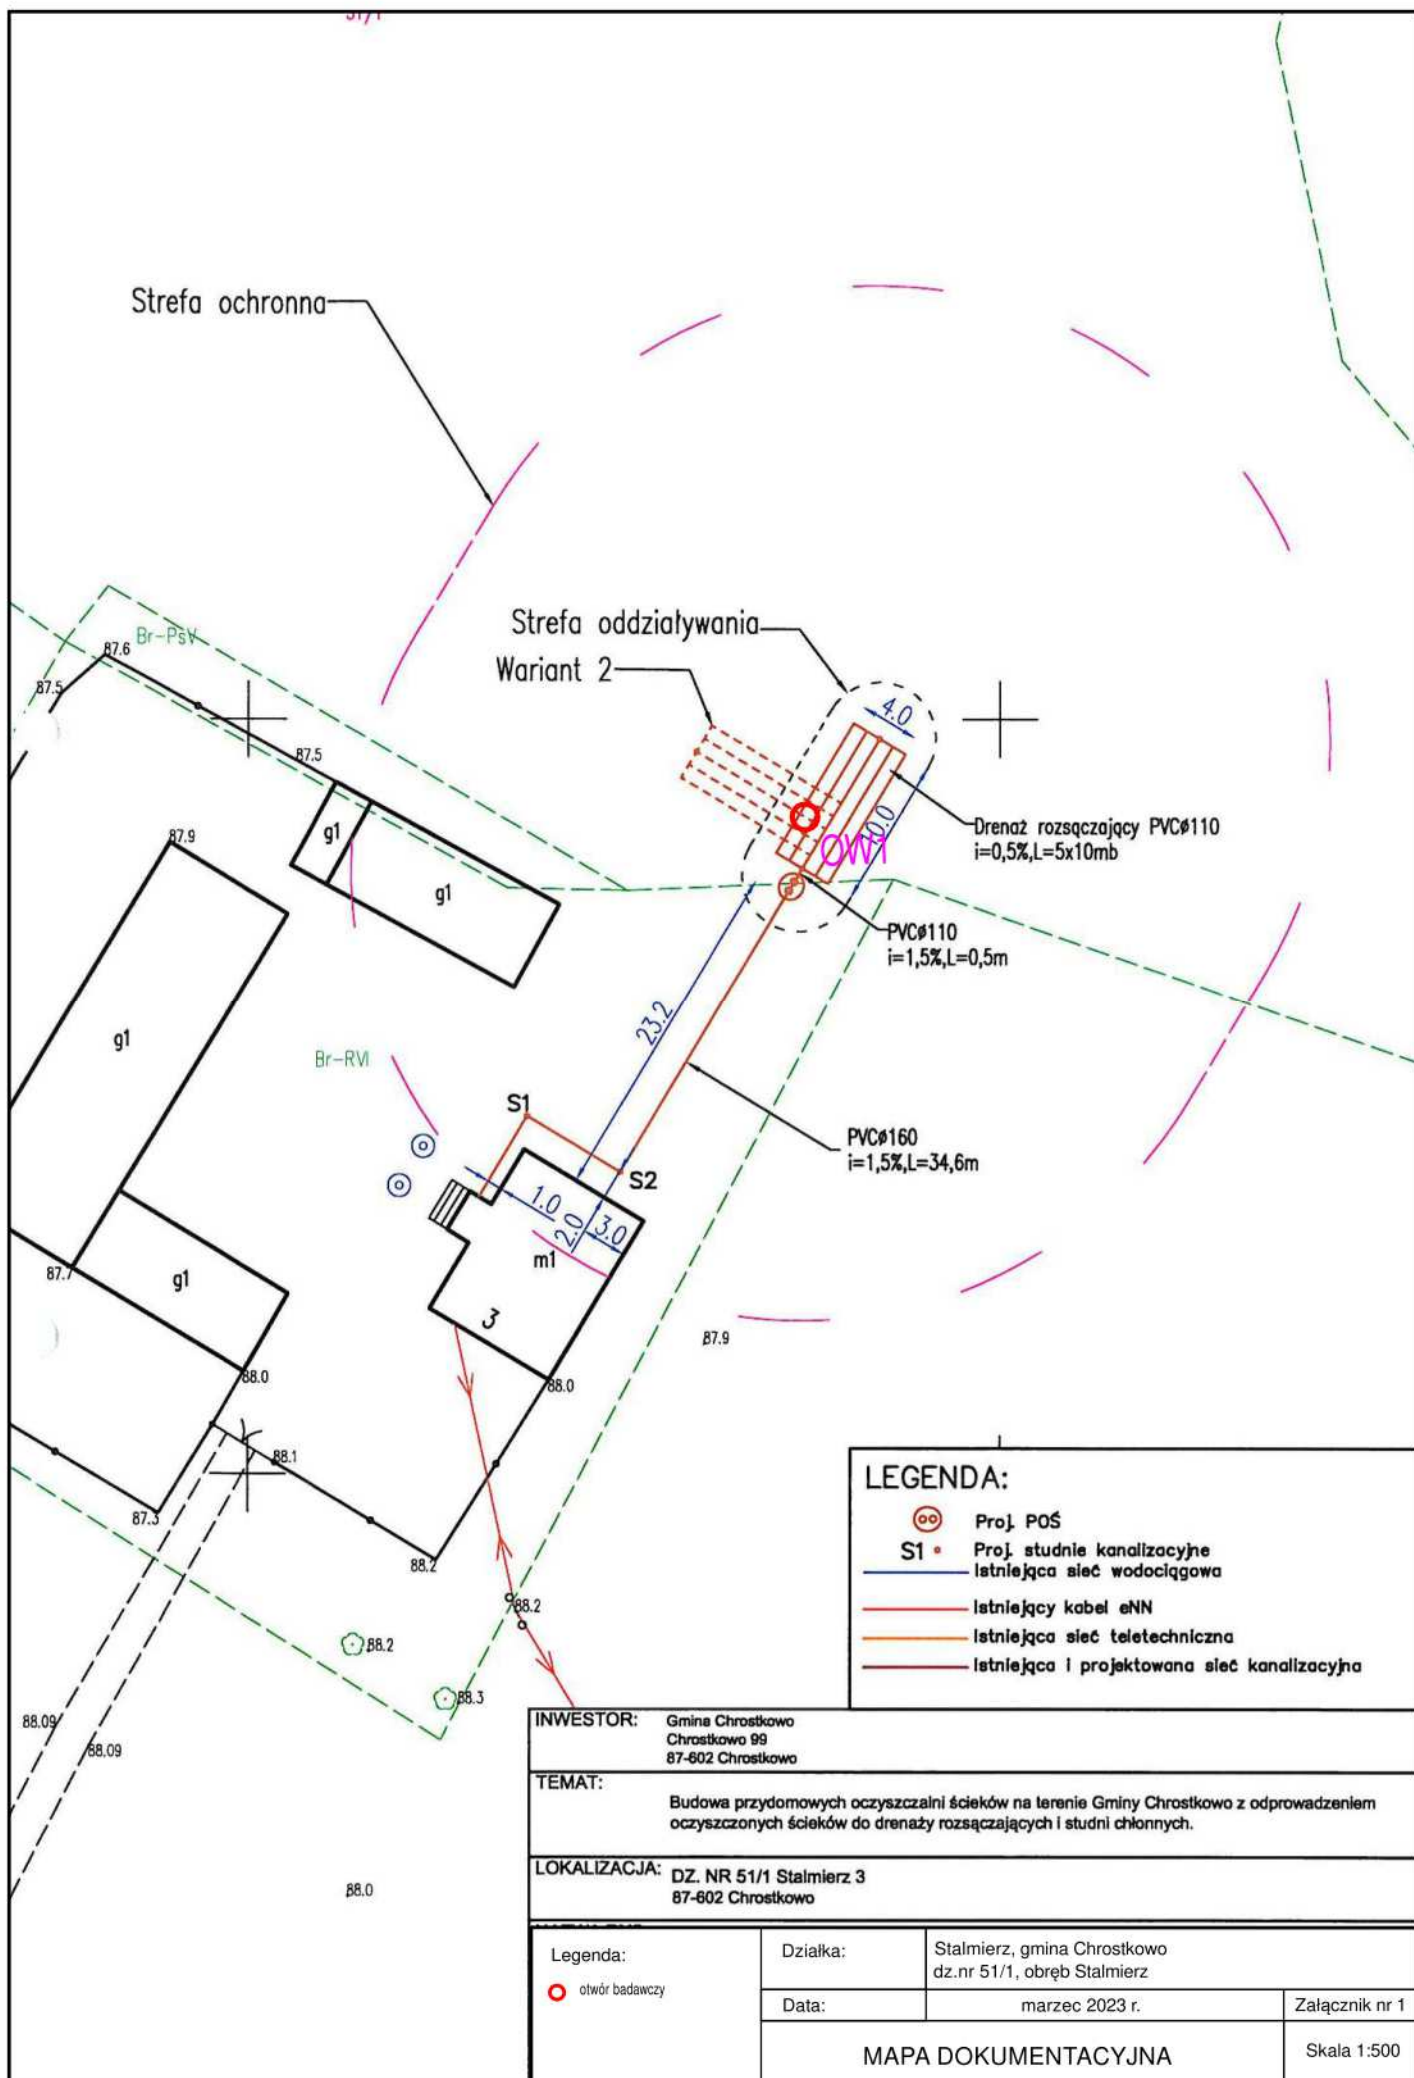 51/1
Strefa ochronna
Strefa oddziaływania
Wariant 2
Br-PsV
87.6
87.5
87.5
4.0
10.0
OW1
Drenaż rozsączający PVCø110
i=0,5%,L=5x10mb
g1
87.9
g1
PVCø110
i=1,5%,L=0,5m
23.2
g1
Br-RVI
S1
PVCø160
i=1,5%,L=34,6m
S2
1.0
2.0
3.0
m1
87.7
g1
3
87.9
88.0
88.0
88.1
87.3
88.2
88.2
88.2
88.3
88.09
88.09
88.0
LEGENDA:
Proj. POŚ
S1 Proj. studnie kanalizacyjne
Istniejąca sieć wodociągowa
Istniejący kabel eNN
Istniejąca sieć teletechniczna
Istniejąca i projektowana sieć kanalizacyjna
INWESTOR: Gmina Chrostkowo
Chrostkowo 99
87-602 Chrostkowo
TEMAT:
Budowa przydomowych oczyszczalni ścieków na terenie Gminy Chrostkowo z odprowadzeniem
oczyszczonych ścieków do drenaży rozsączających i studni chłonnych.
LOKALIZACJA: DZ. NR 51/1 Stalmierz 3
87-602 Chrostkowo
Legenda:
otwór badawczy
Działka: Stalmierz, gmina Chrostkowo
dz.nr 51/1, obręb Stalmierz
Data: marzec 2023 r. Załącznik nr 1
MAPA DOKUMENTACYJNA Skala 1:500